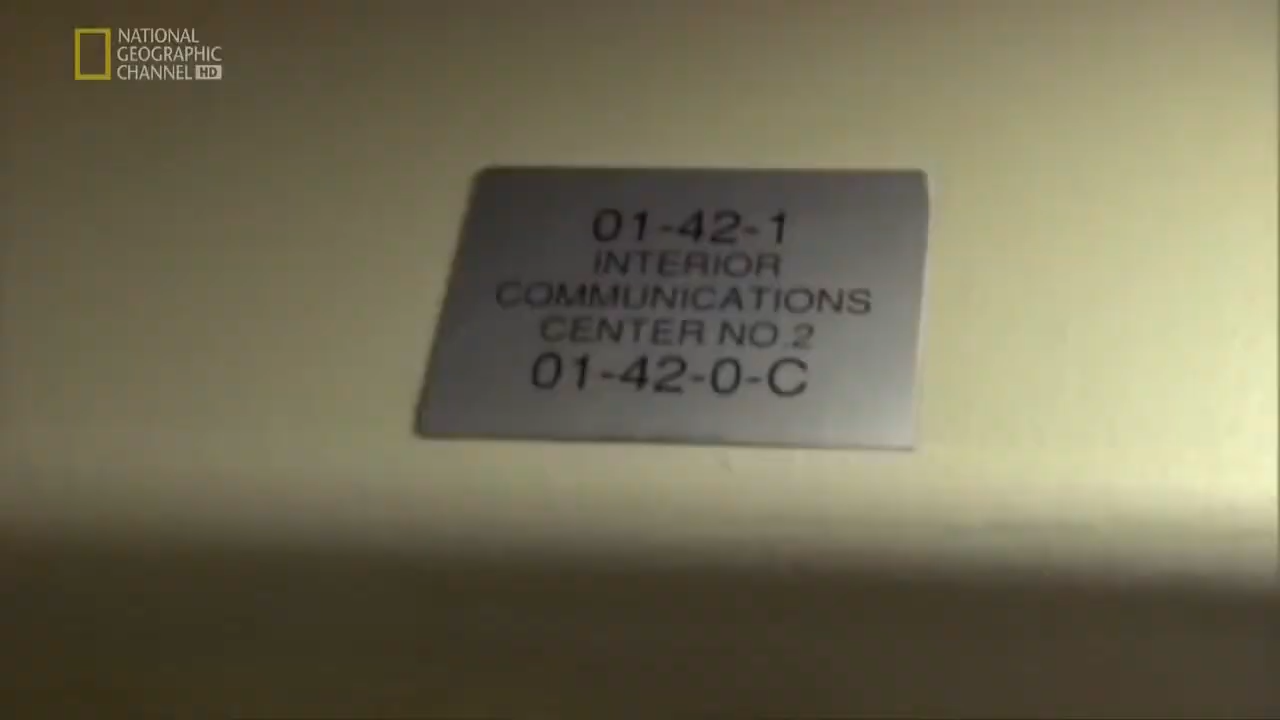 NATIONAL
GEOGRAPHIC
CHANNEL HD
01-42-1
INTERIOR
COMMUNICATIONS
CENTER NO.2
01-42-0-C